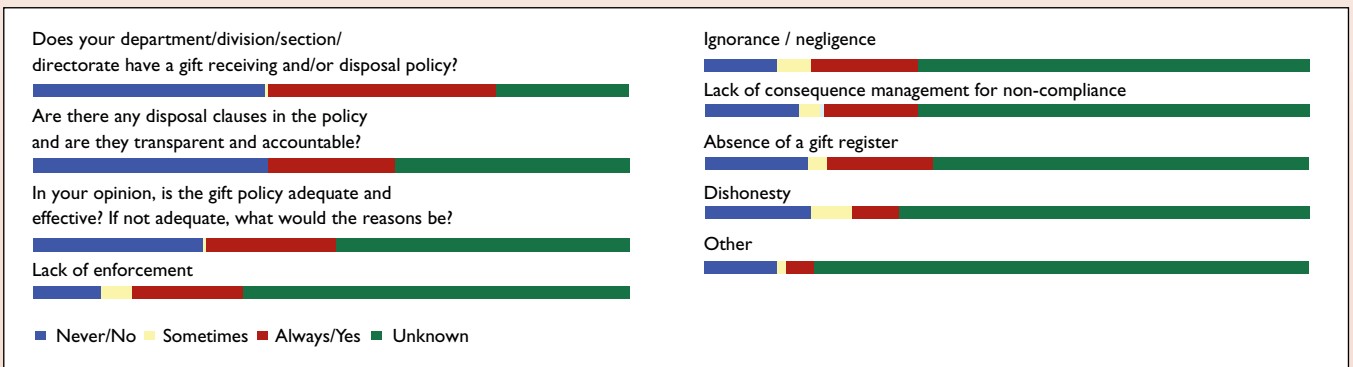 Does your department/division/section/
directorate have a gift receiving and/or disposal policy?
Are there any disposal clauses in the policy
and are they transparent and accountable?
In your opinion, is the gift policy adequate and
effective? If not adequate, what would the reasons be?
Lack of enforcement
Never/No Sometimes Always/Yes Unknown
Ignorance / negligence
Lack of consequence management for non-compliance
Absence of a gift register
Dishonesty
Other